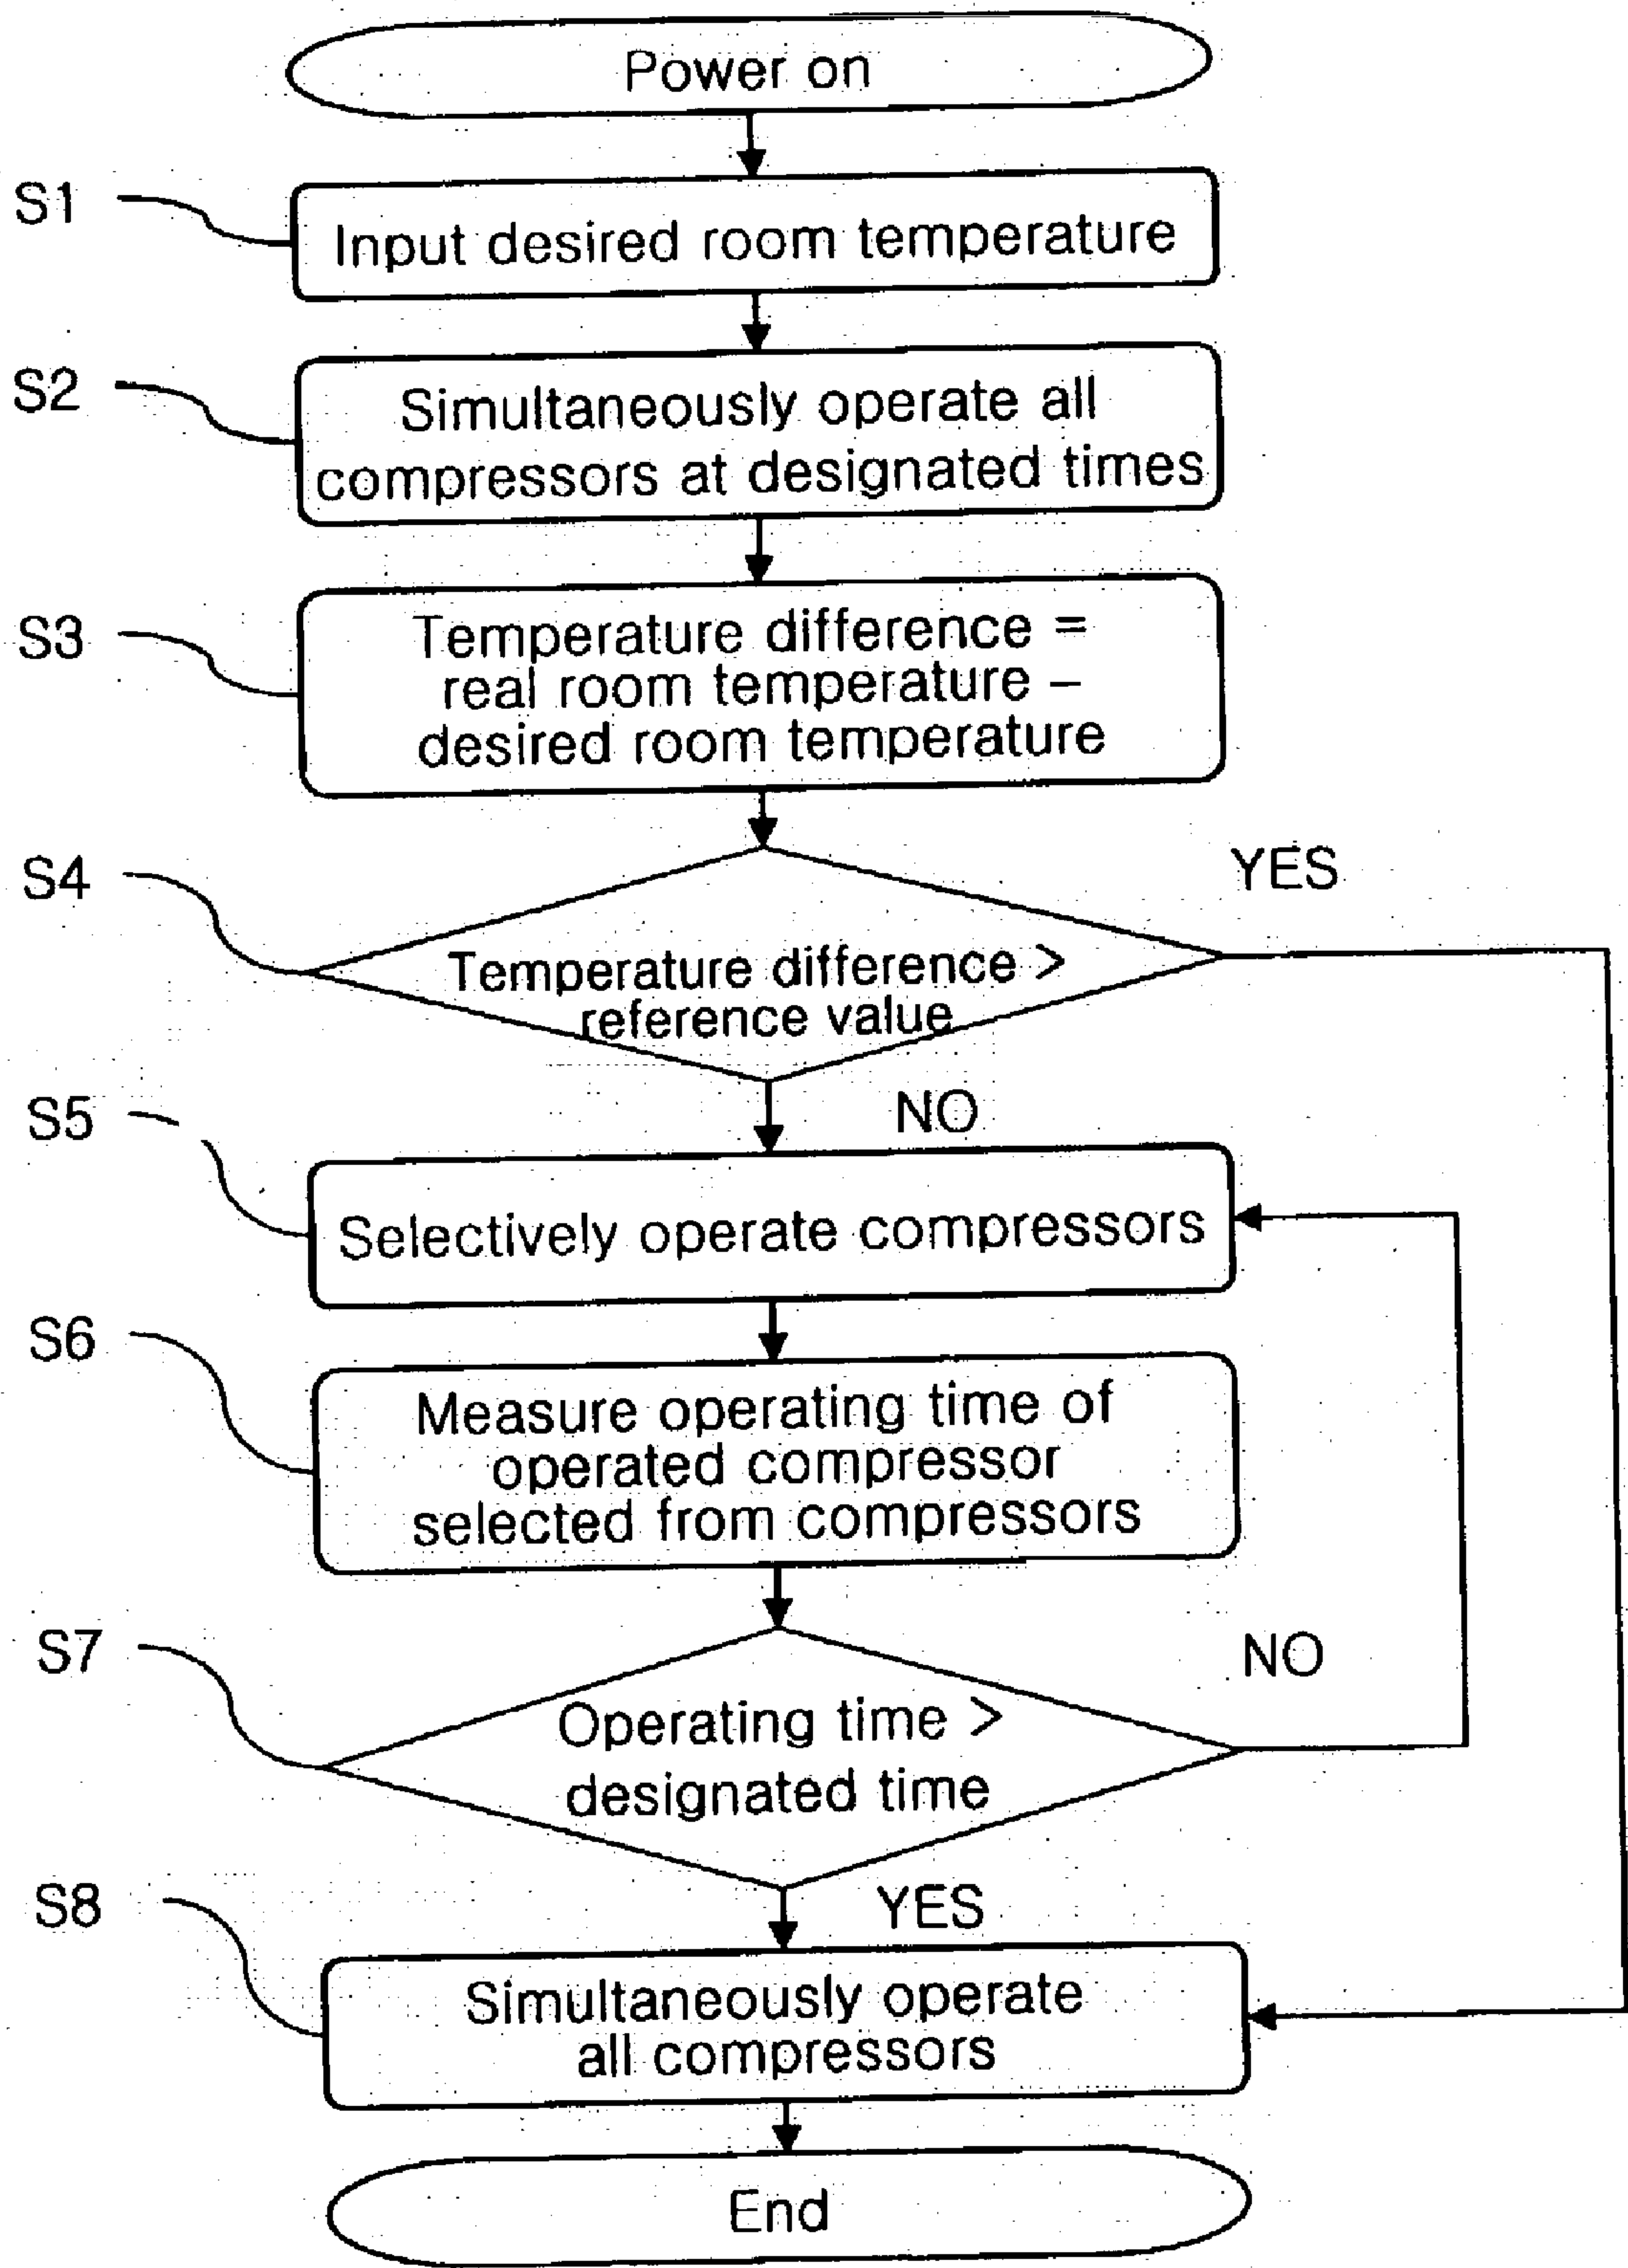 Power on
S1
Input desired room temperature
S2
Simultaneously operate all
compressors at designated times
S3
Temperature difference =
real room temperature –
desired room temperature
S4
YES
Temperature difference >
reference value
NO
S5
Selectively operate compressors
S6
Measure operating time of
operated compressor
selected from compressors
S7
NO
Operating time >
designated time
YES
S8
Simultaneously operate
all compressors
End